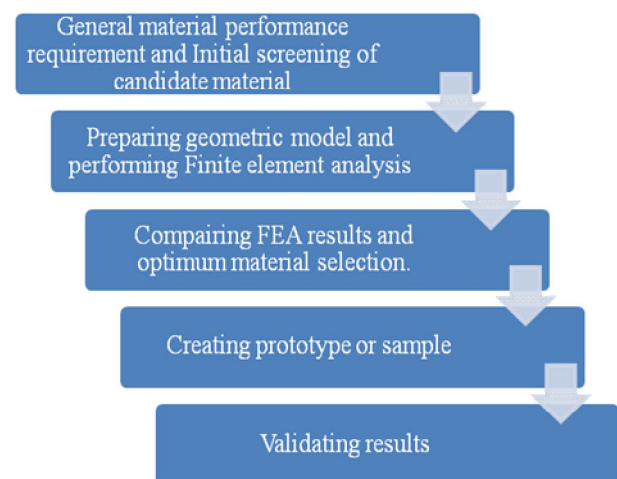 General material performance
requirement and Initial screening of
candidate material
Preparing geometric model and
performing Finite element analysis
Compairing FEA results and
optimum material selection.
Creating prototype or sample
Validating results